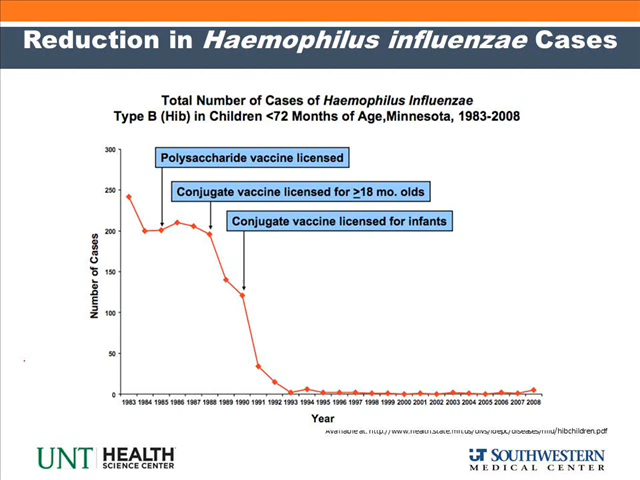 Reduction in Haemophilus influenzae Cases
Total Number of Cases of Haemophilus Influenzae
Type B (Hib) in Children <72 Months of Age,Minnesota, 1983-2008
300
Polysaccharide vaccine licensed
250
Conjugate vaccine licensed for >18 mo. olds
Conjugate vaccine licensed for infants
200
Number of Cases
150
100
50
0
1983 1984 1985 1986 1987 1988 1989 1990 1991 1992 1993 1994 1995 1996 1997 1998 1999 2000 2001 2002 2003 2004 2005 2006 2007 2008
Year
Available at:
UNT HEALTH
SCIENCE CENTER
UT SOUTHWESTERN
MEDICAL CENTER